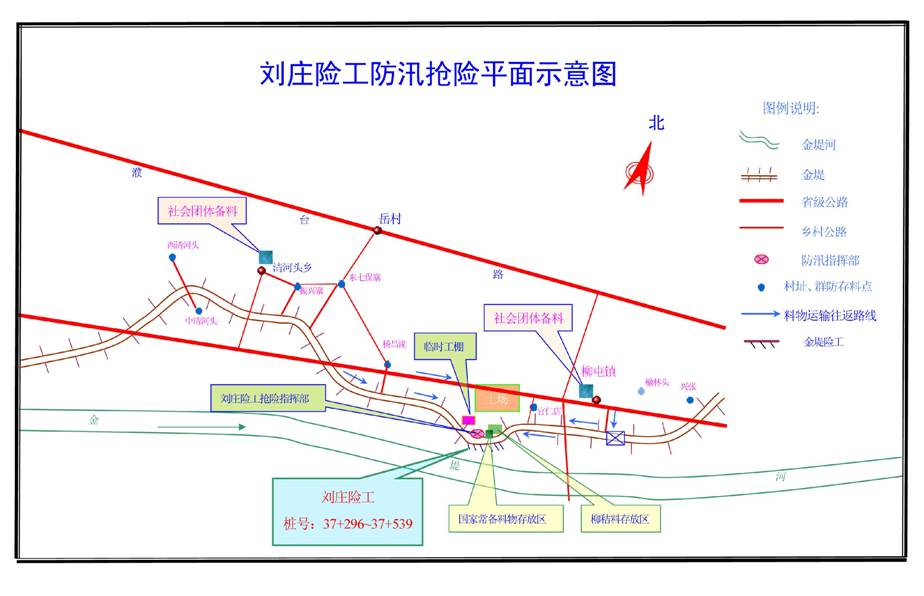 刘庄险工防汛抢险平面示意图
图例说明:
北
金堤河
金堤
省级公路
乡村公路
防汛指挥部
村址、群防存料点
料物运输往返路线
金堤险工
濮
台
路
社会团体备料
岳村
西清河头
清河头乡
东七保寨
振兴寨
中清河头
杨昌湖
临时工棚
社会团体备料
柳屯镇
榆林头
兴张
刘庄险工抢险指挥部
土场
官仁店
金
堤
河
刘庄险工
桩号：37+296~37+539
国家常备料物存放区
柳秸料存放区